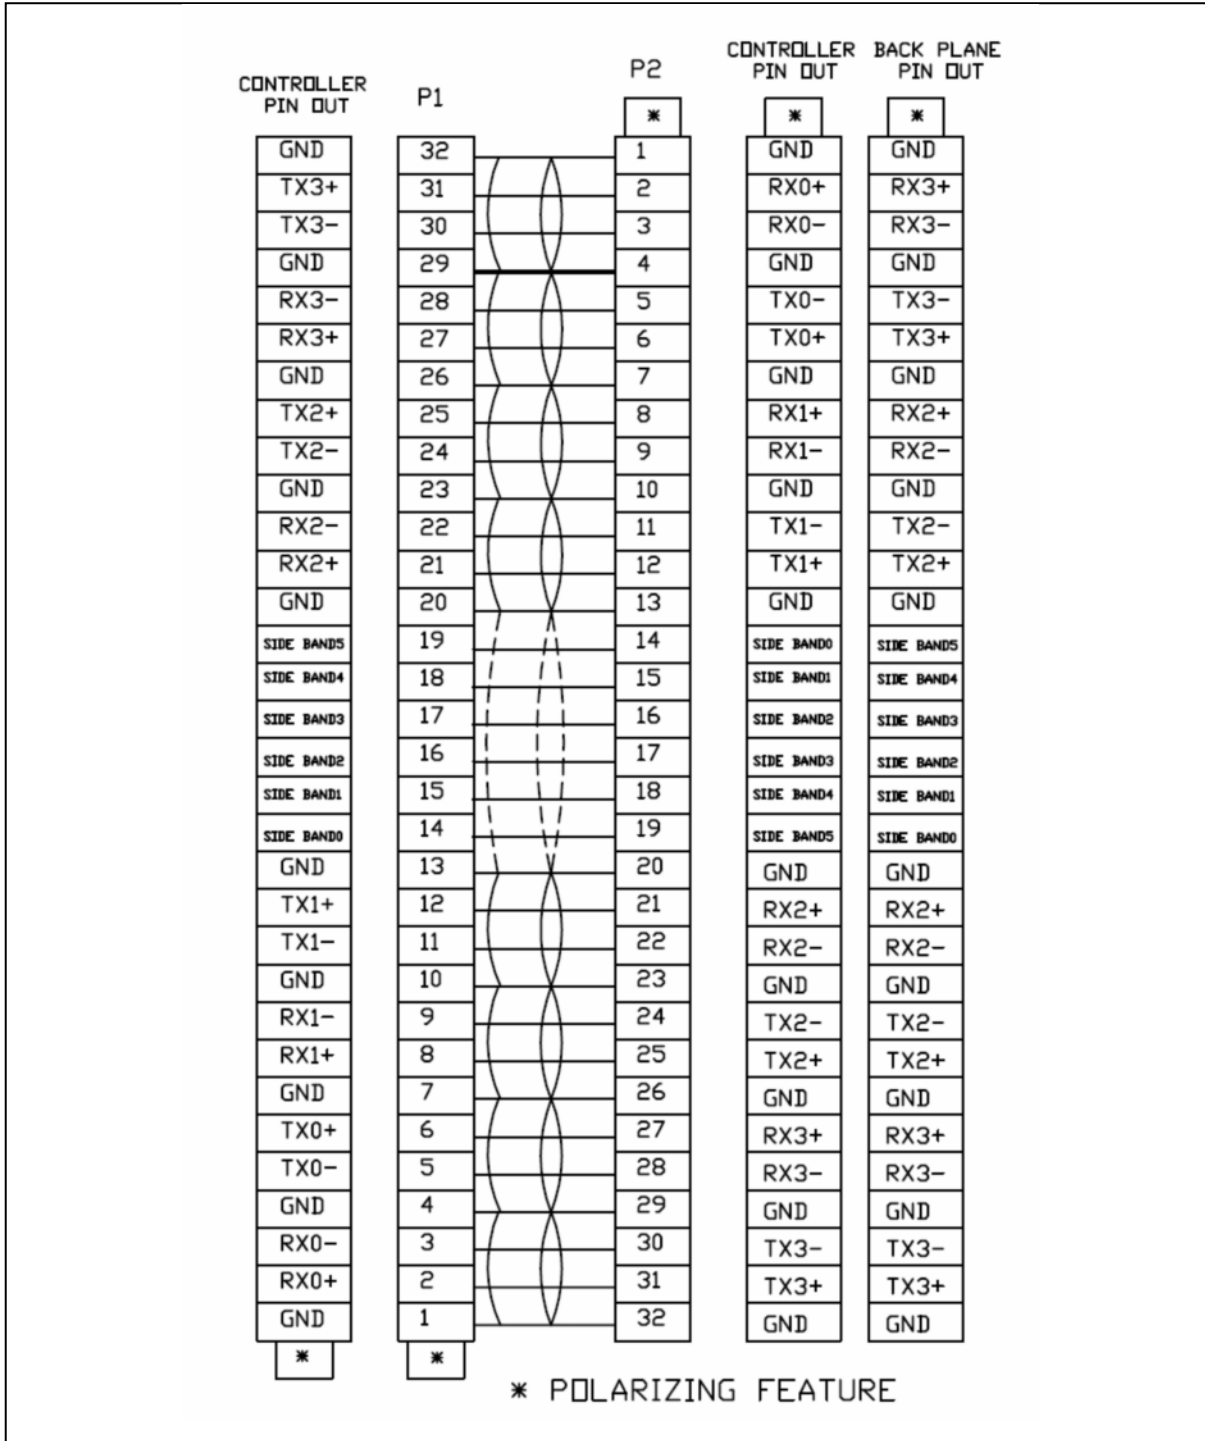 CONTROLLER PIN OUT P1 P2 CONTROLLER PIN OUT BACK PLANE PIN OUT
* * *
GND 32 1 GND GND
TX3+ 31 2 RX0+ RX3+
TX3- 30 3 RX0- RX3-
GND 29 4 GND GND
RX3- 28 5 TX0- TX3-
RX3+ 27 6 TX0+ TX3+
GND 26 7 GND GND
TX2+ 25 8 RX1+ RX2+
TX2- 24 9 RX1- RX2-
GND 23 10 GND GND
RX2- 22 11 TX1- TX2-
RX2+ 21 12 TX1+ TX2+
GND 20 13 GND GND
SIDE BAND5 19 14 SIDE BAND0 SIDE BAND5
SIDE BAND4 18 15 SIDE BAND1 SIDE BAND4
SIDE BAND3 17 16 SIDE BAND2 SIDE BAND3
SIDE BAND2 16 17 SIDE BAND3 SIDE BAND2
SIDE BAND1 15 18 SIDE BAND4 SIDE BAND1
SIDE BAND0 14 19 SIDE BAND5 SIDE BAND0
GND 13 20 GND GND
TX1+ 12 21 RX2+ RX2+
TX1- 11 22 RX2- RX2-
GND 10 23 GND GND
RX1- 9 24 TX2- TX2-
RX1+ 8 25 TX2+ TX2+
GND 7 26 GND GND
TX0+ 6 27 RX3+ RX3+
TX0- 5 28 RX3- RX3-
GND 4 29 GND GND
RX0- 3 30 TX3- TX3-
RX0+ 2 31 TX3+ TX3+
GND 1 32 GND GND
* *
* POLARIZING FEATURE